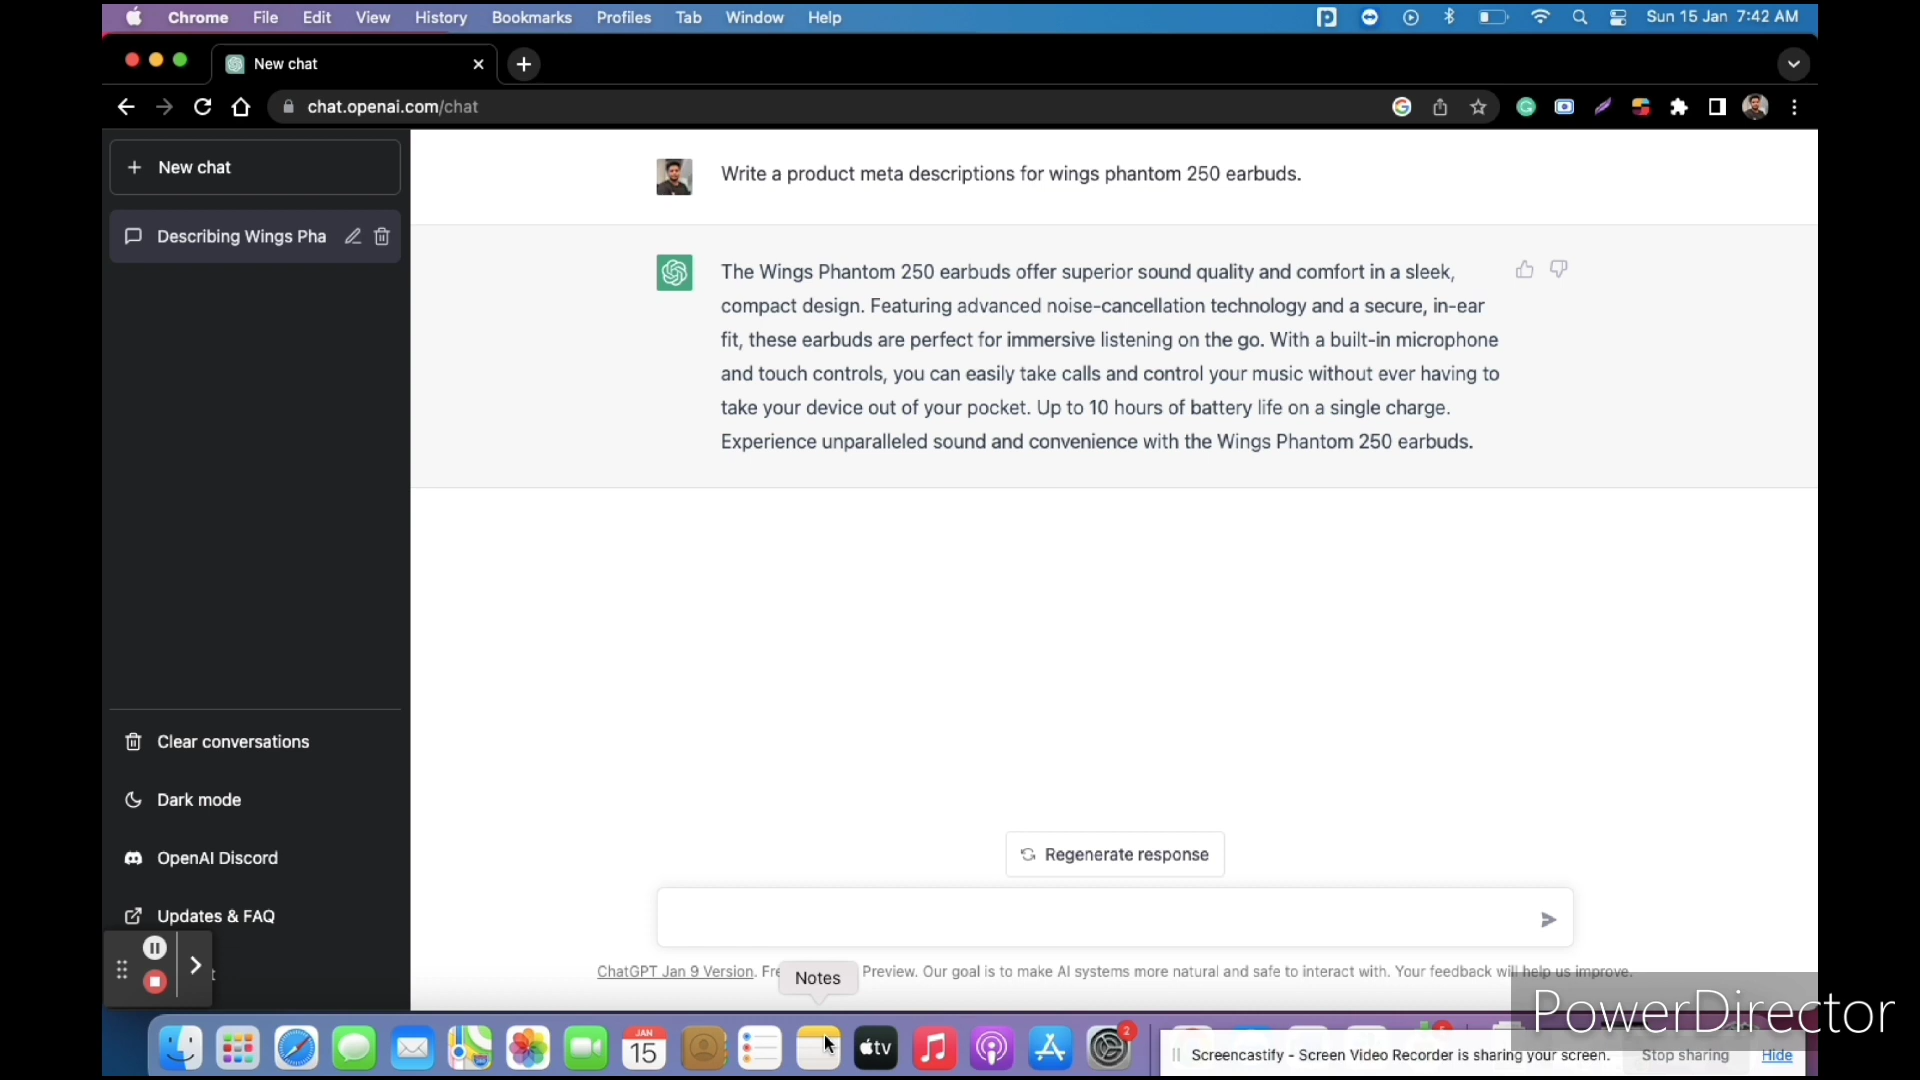 Chrome File Edit View History Bookmarks Profiles Tab Window Help Sun 15 Jan 7:42 AM
New chat
chat.openai.com/chat
New chat
Describing Wings Pha
Write a product meta descriptions for wings phantom 250 earbuds.
The Wings Phantom 250 earbuds offer superior sound quality and comfort in a sleek,
compact design. Featuring advanced noise-cancellation technology and a secure, in-ear
fit, these earbuds are perfect for immersive listening on the go. With a built-in microphone
and touch controls, you can easily take calls and control your music without ever having to
take your device out of your pocket. Up to 10 hours of battery life on a single charge.
Experience unparalleled sound and convenience with the Wings Phantom 250 earbuds.
Clear conversations
Dark mode
OpenAI Discord
Updates & FAQ
Regenerate response
ChatGPT Jan 9 Version. Preview. Our goal is to make AI systems more natural and safe to interact with. Your feedback will help us improve.
Notes
PowerDirector
JAN
15
tv
2
Screencastify - Screen Video Recorder is sharing your screen. Stop sharing Hide